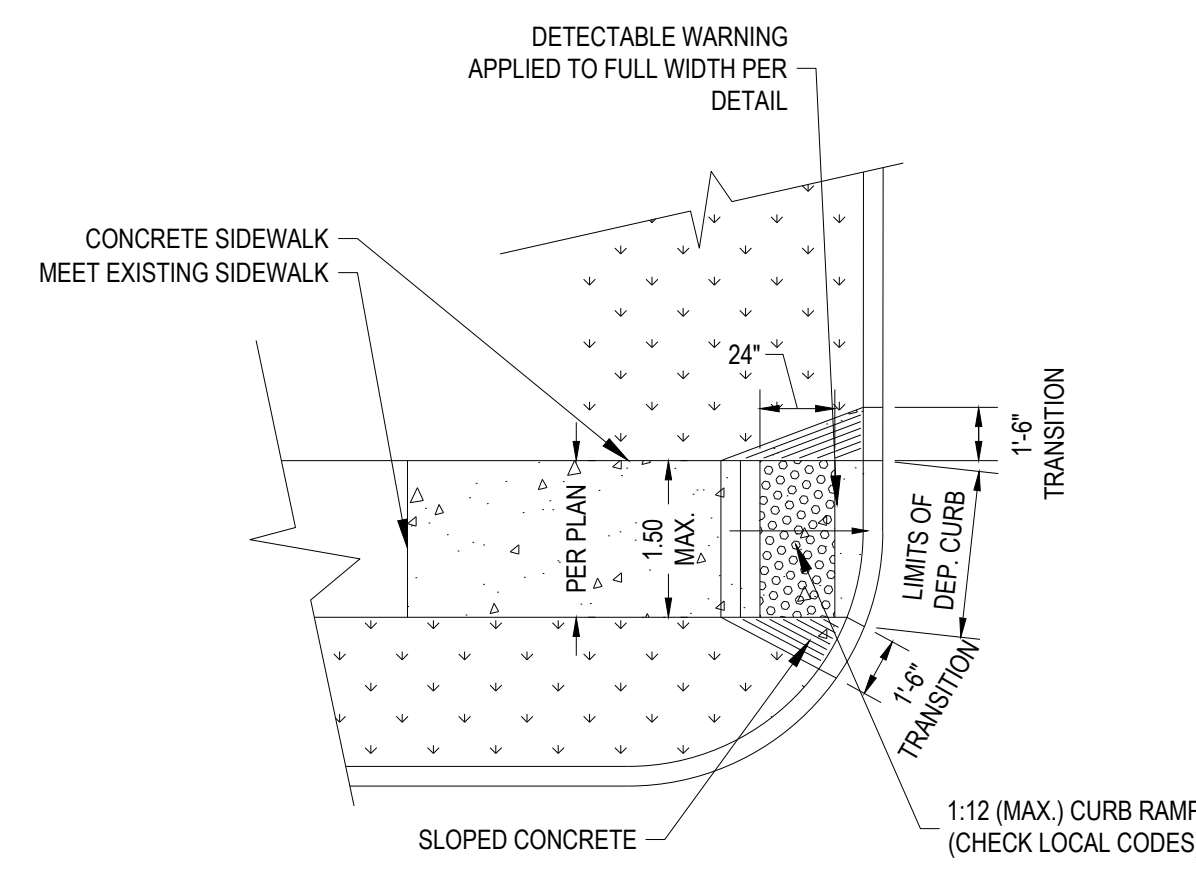 DETECTABLE WARNING
APPLIED TO FULL WIDTH PER
DETAIL
CONCRETE SIDEWALK
MEET EXISTING SIDEWALK
24"
1'-6"
TRANSITION
PER PLAN
1.50
MAX.
LIMITS OF
DEP. CURB
1'-6"
TRANSITION
SLOPED CONCRETE
1:12 (MAX.) CURB RAMP
(CHECK LOCAL CODES